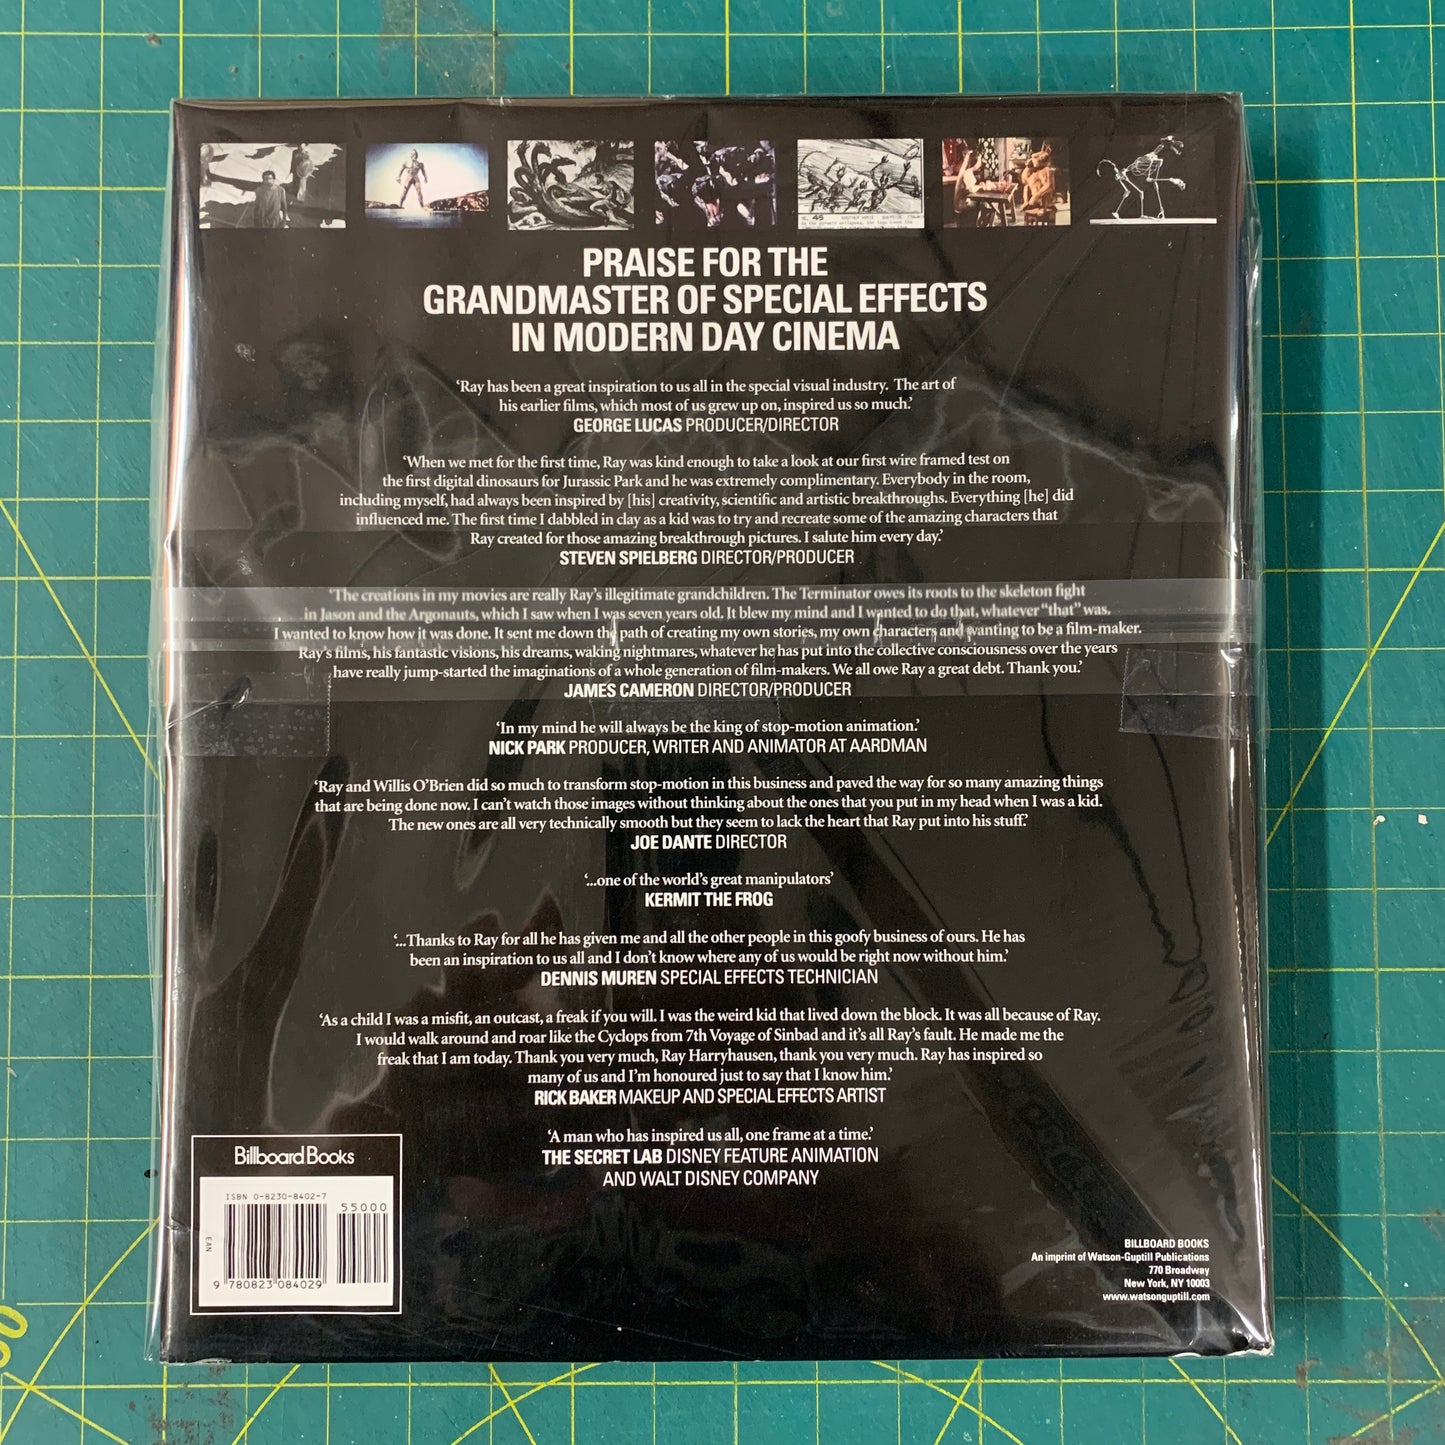 PRAISE FOR THE
GRANDMASTER OF SPECIAL EFFECTS
IN MODERN DAY CINEMA
‘Ray has been a great inspiration to us all in the special visual industry. The art of
his earlier films, which most of us grew up on, inspired us so much.’
GEORGE LUCAS PRODUCER/DIRECTOR
‘When we met for the first time, Ray was kind enough to take a look at our first wire framed test on
the first digital dinosaurs for Jurassic Park and he was extremely complimentary. Everybody in the room,
including myself, had always been inspired by [his] creativity, scientific and artistic breakthroughs. Everything [he] did
influenced me. The first time I dabbled in clay as a kid was to try and recreate some of the amazing characters that
Ray created for those amazing breakthrough pictures. I salute him every day.’
STEVEN SPIELBERG DIRECTOR/PRODUCER
‘The creations in my movies are really Ray’s illegitimate grandchildren. The Terminator owes its roots to the skeleton fight
in Jason and the Argonauts, which I saw when I was seven years old. It blew my mind and I wanted to do that, whatever “that” was.
I wanted to know how it was done. It sent me down the path of creating my own stories, my own characters and wanting to be a film-maker.
Ray’s films, his fantastic visions, his dreams, waking nightmares, whatever he has put into the collective consciousness over the years
have really jump-started the imaginations of a whole generation of film-makers. We all owe Ray a great debt. Thank you.’
JAMES CAMERON DIRECTOR/PRODUCER
‘In my mind he will always be the king of stop-motion animation.’
NICK PARK PRODUCER, WRITER AND ANIMATOR AT AARDMAN
‘Ray and Willis O’Brien did so much to transform stop-motion in this business and paved the way for so many amazing things
that are being done now. I can’t watch those images without thinking about the ones that you put in my head when I was a kid.
The new ones are all very technically smooth but they seem to lack the heart that Ray put into his stuff.’
JOE DANTE DIRECTOR
‘...one of the world’s great manipulators’
KERMIT THE FROG
‘...Thanks to Ray for all he has given me and all the other people in this goofy business of ours. He has
been an inspiration to us all and I don’t know where any of us would be right now without him.’
DENNIS MUREN SPECIAL EFFECTS TECHNICIAN
‘As a child I was a misfit, an outcast, a freak if you will. I was the weird kid that lived down the block. It was all because of Ray.
I would walk around and roar like the Cyclops from 7th Voyage of Sinbad and it’s all Ray’s fault. He made me the
freak that I am today. Thank you very much, Ray Harryhausen, thank you very much. Ray has inspired so
many of us and I’m honoured just to say that I know him.’
RICK BAKER MAKEUP AND SPECIAL EFFECTS ARTIST
‘A man who has inspired us all, one frame at a time.’
THE SECRET LAB DISNEY FEATURE ANIMATION
AND WALT DISNEY COMPANY
Billboard Books
ISBN 0-8230-8402-7
55000
EAN
9 780823 084029
BILLBOARD BOOKS
An imprint of Watson-Guptill Publications
770 Broadway
New York, NY 10003
www.watsonguptill.com